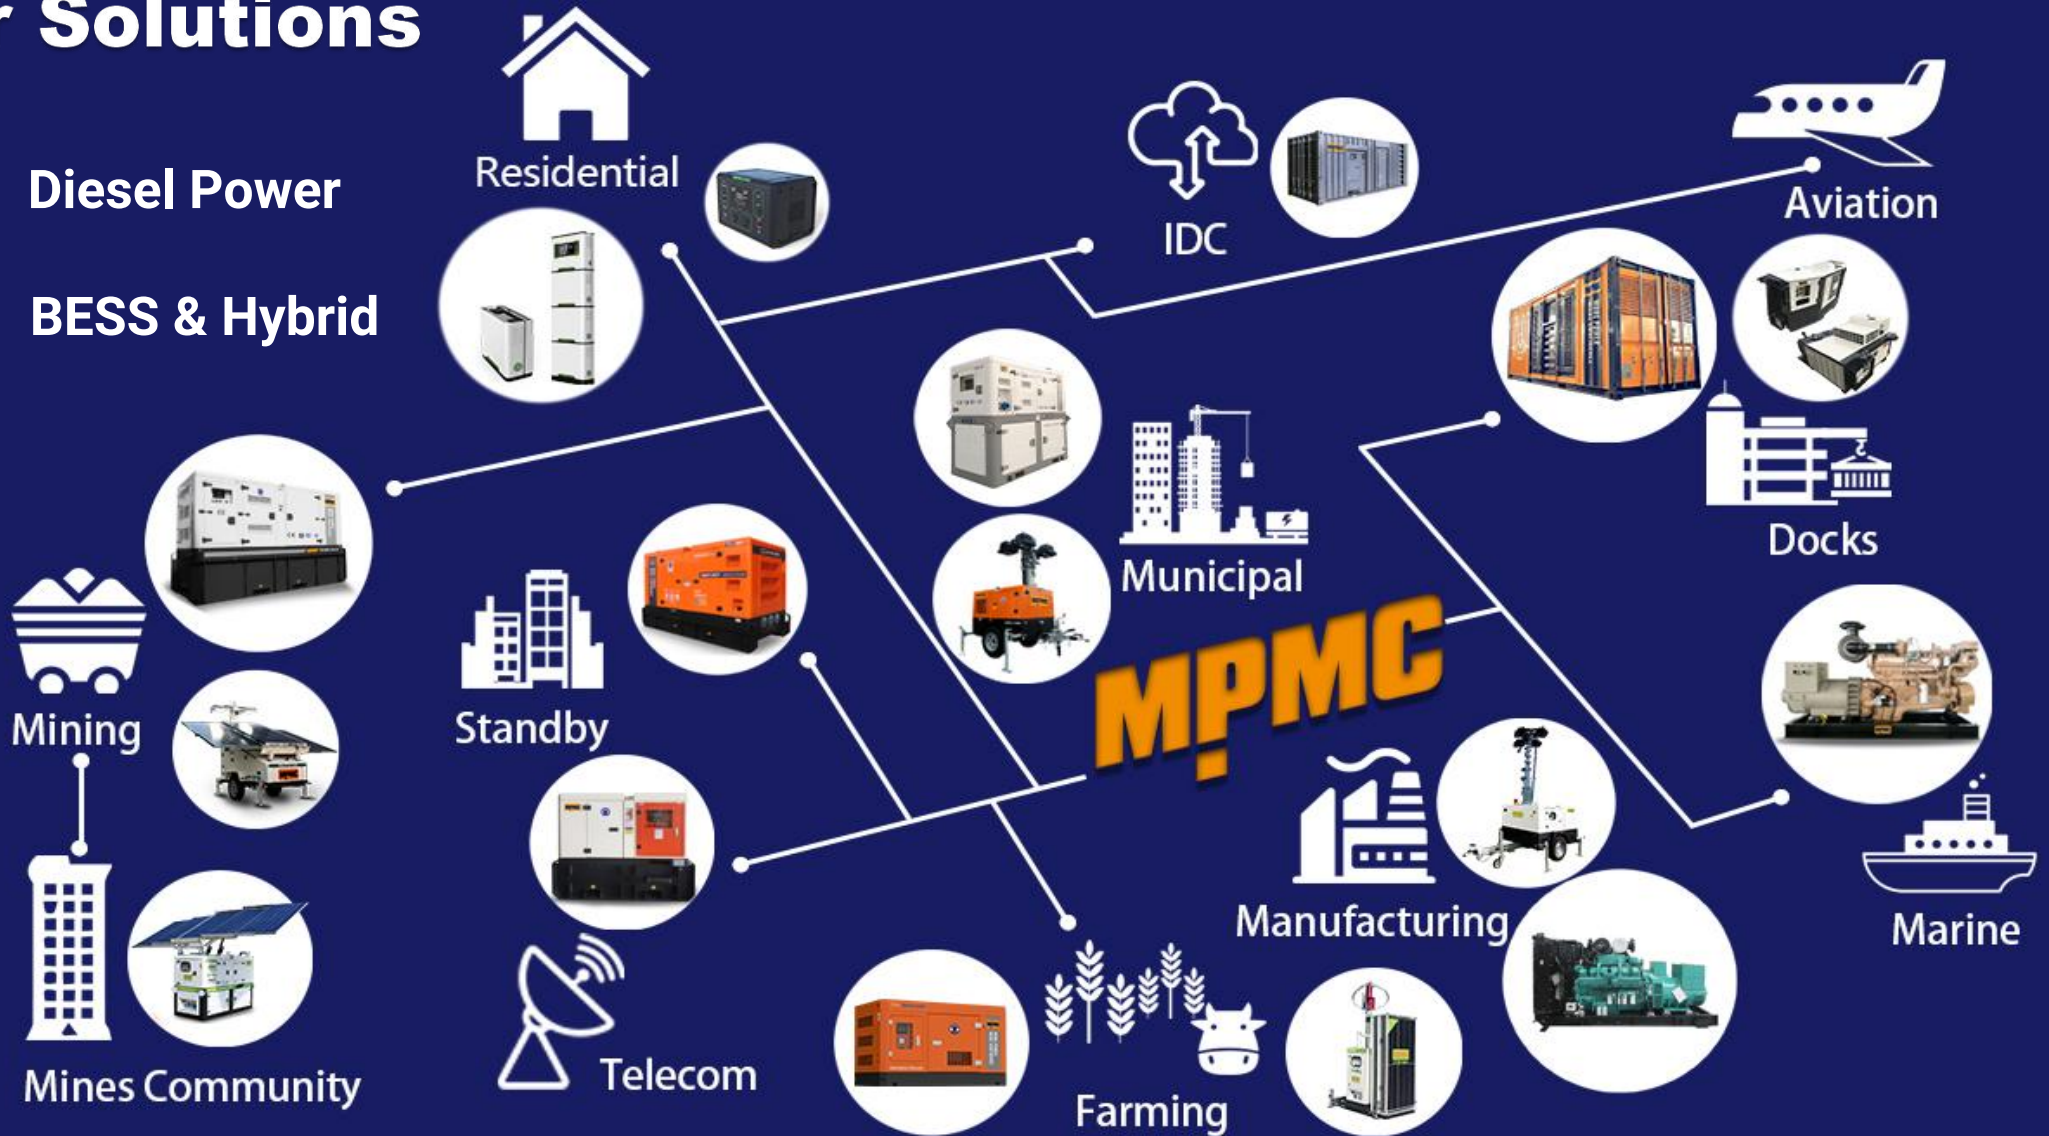 r Solutions
Diesel Power
BESS & Hybrid
Residential
IDC
Aviation
Municipal
Docks
MPMC
Mining
Standby
Manufacturing
Marine
Mines Community
Telecom
Farming